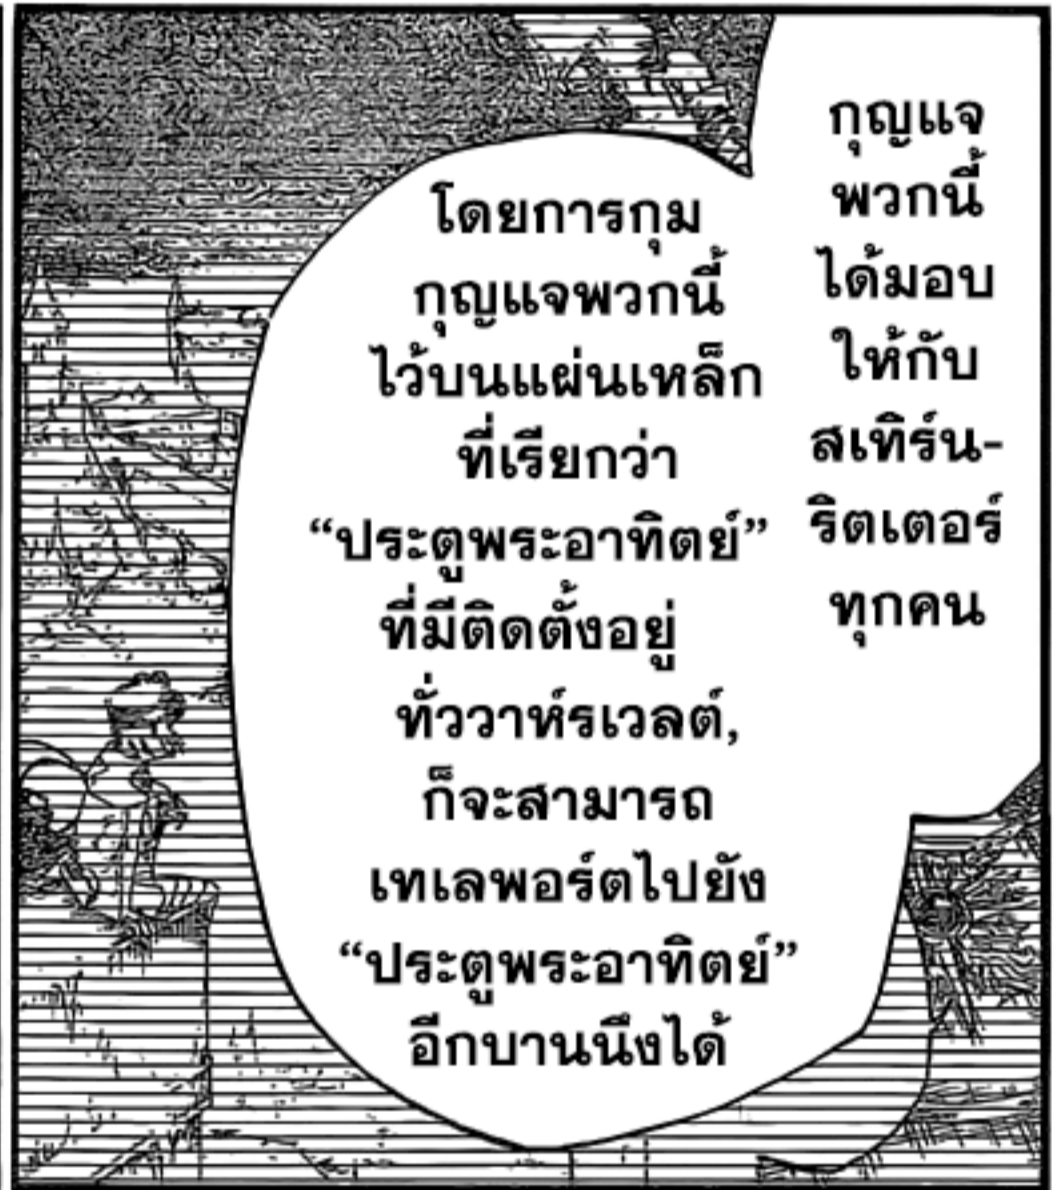 กุญแจ
พวกนี้
ได้มอบ
ให้กับ
สเทิร์น-
ริตเตอร์
ทุกคน
โดยการกุม
กุญแจพวกนี้
ไว้บนแผ่นเหล็ก
ที่เรียกว่า
“ประตูพระอาทิตย์”
ที่มีติดตั้งอยู่
ทั่ววาห์รเวลต์,
ก็จะสามารถ
เทเลพอร์ตไปยัง
“ประตูพระอาทิตย์”
อีกบานนึงได้